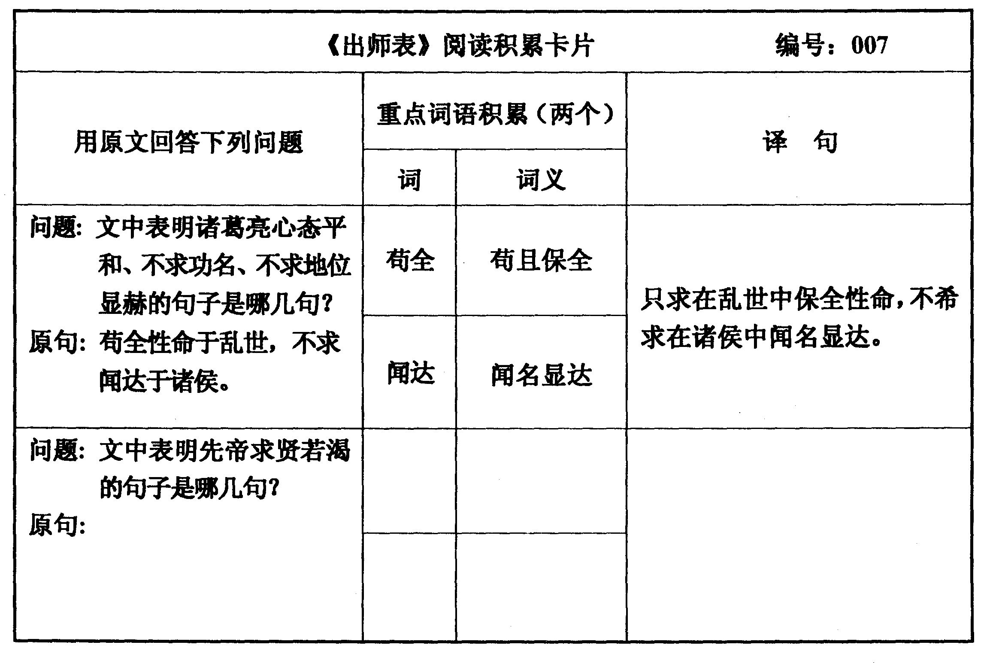 《出师表》阅读积累卡片 编号：007
用原文回答下列问题
重点词语积累（两个）
词
词义
译 句
问题：文中表明诸葛亮心态平
和、不求功名、不求地位
显赫的句子是哪几句？
原句：苟全性命于乱世，不求
闻达于诸侯。
苟全
苟且保全
闻达
闻名显达
只求在乱世中保全性命，不希
求在诸侯中闻名显达。
问题：文中表明先帝求贤若渴
的句子是哪几句？
原句：